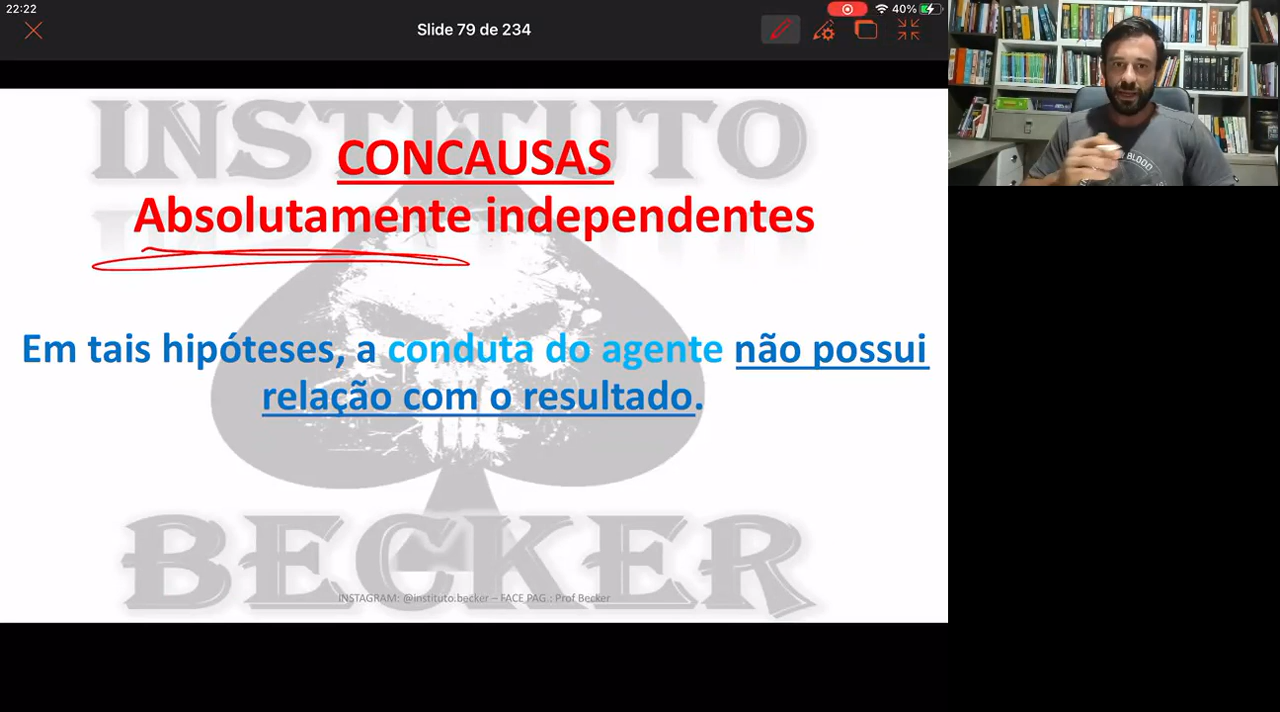 22:22
Slide 79 de 234
40%
INSTITUTO
CONCAUSAS
Absolutamente independentes
Em tais hipóteses, a conduta do agente não possui
relação com o resultado.
BECKER
INSTAGRAM: @instituto.becker – FACE PAG.: Prof Becker
BLOOD